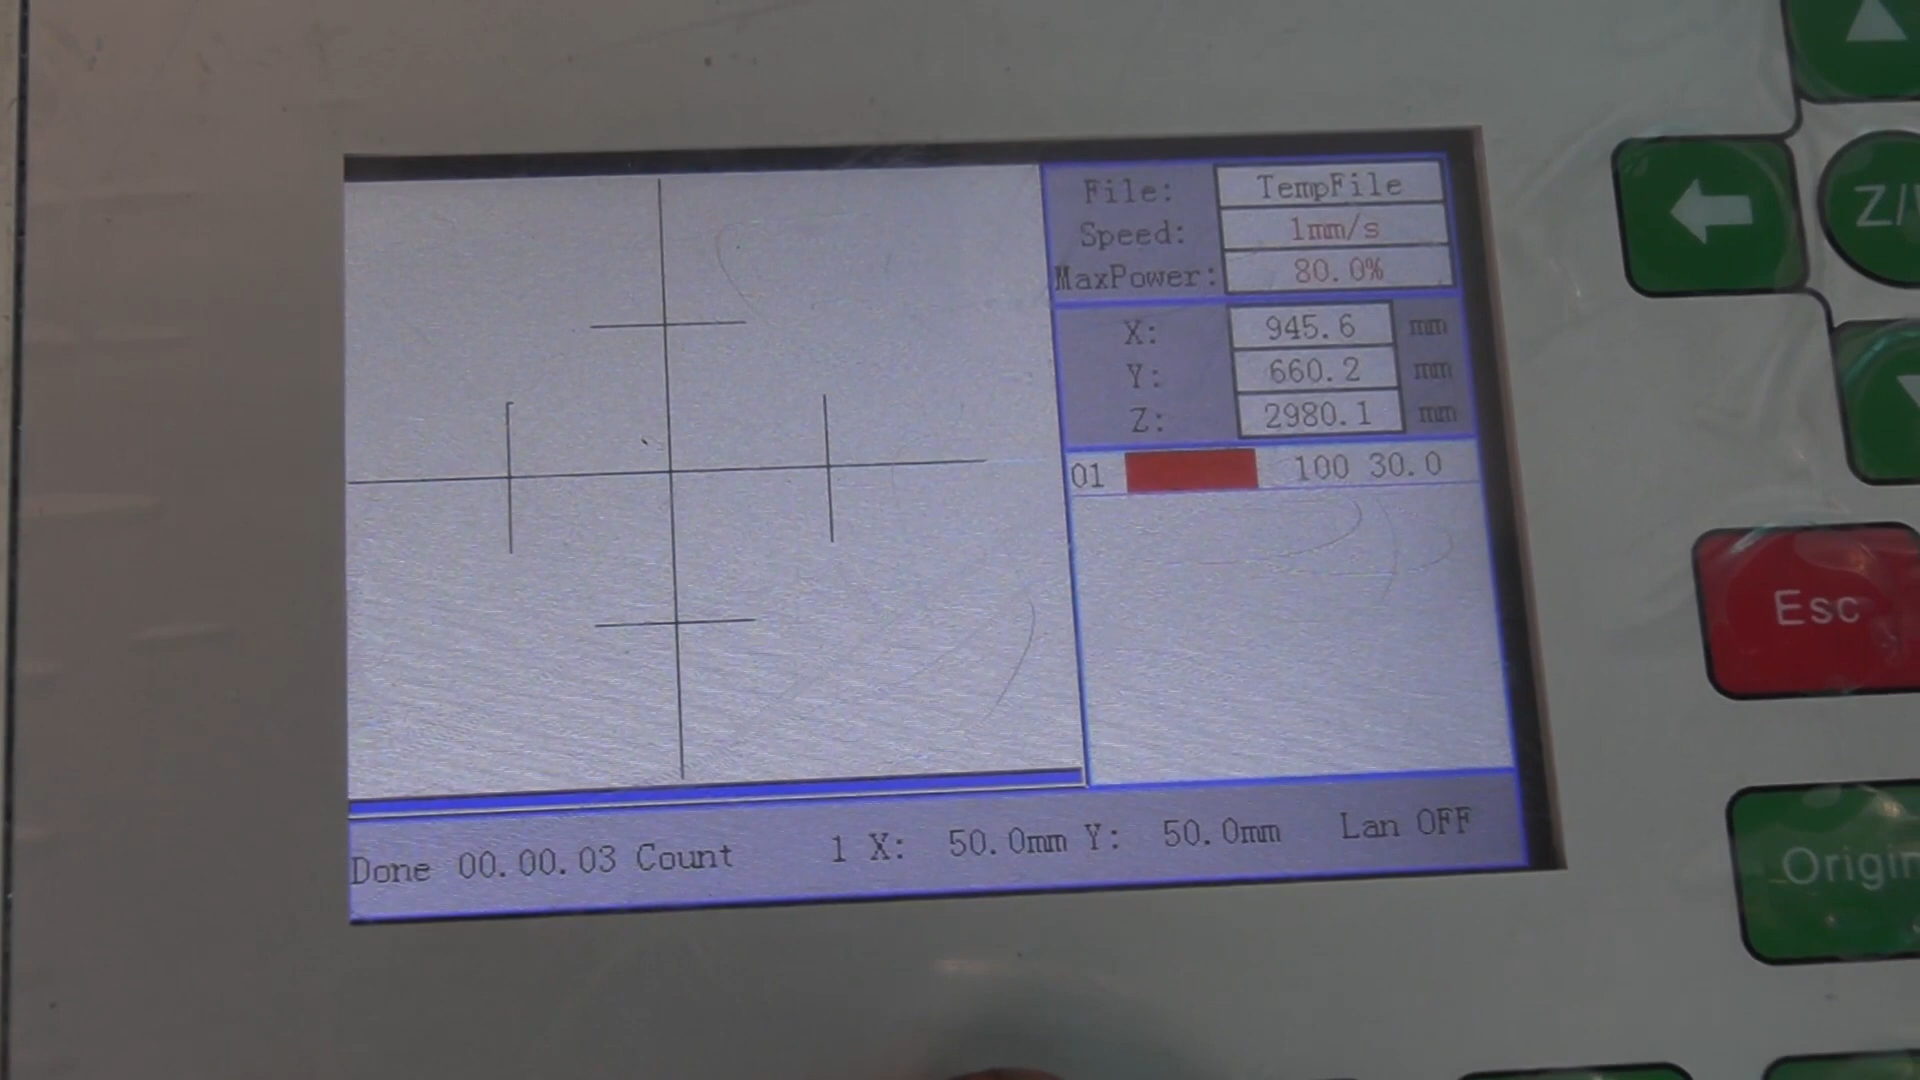 File: TempFile
Speed: 1mm/s
MaxPower: 80.0%
X: 945.6 mm
Y: 660.2 mm
Z: 2980.1 mm
01 100 30.0
Done 00.00.03 Count 1 X: 50.0mm Y: 50.0mm Lan OFF
Z/
Esc
Origin